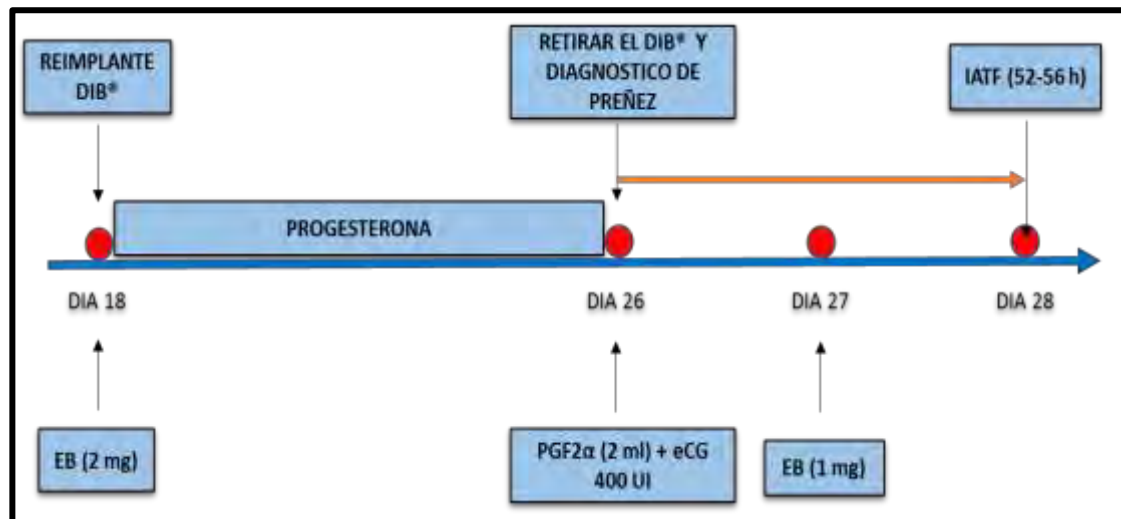 REIMPLANTE
DIB®
RETIRAR EL DIB® Y
DIAGNOSTICO DE
PREÑEZ
IATF (52-56 h)
PROGESTERONA
DIA 18
DIA 26
DIA 27
DIA 28
EB (2 mg)
PGF2α (2 ml) + eCG
400 UI
EB (1 mg)